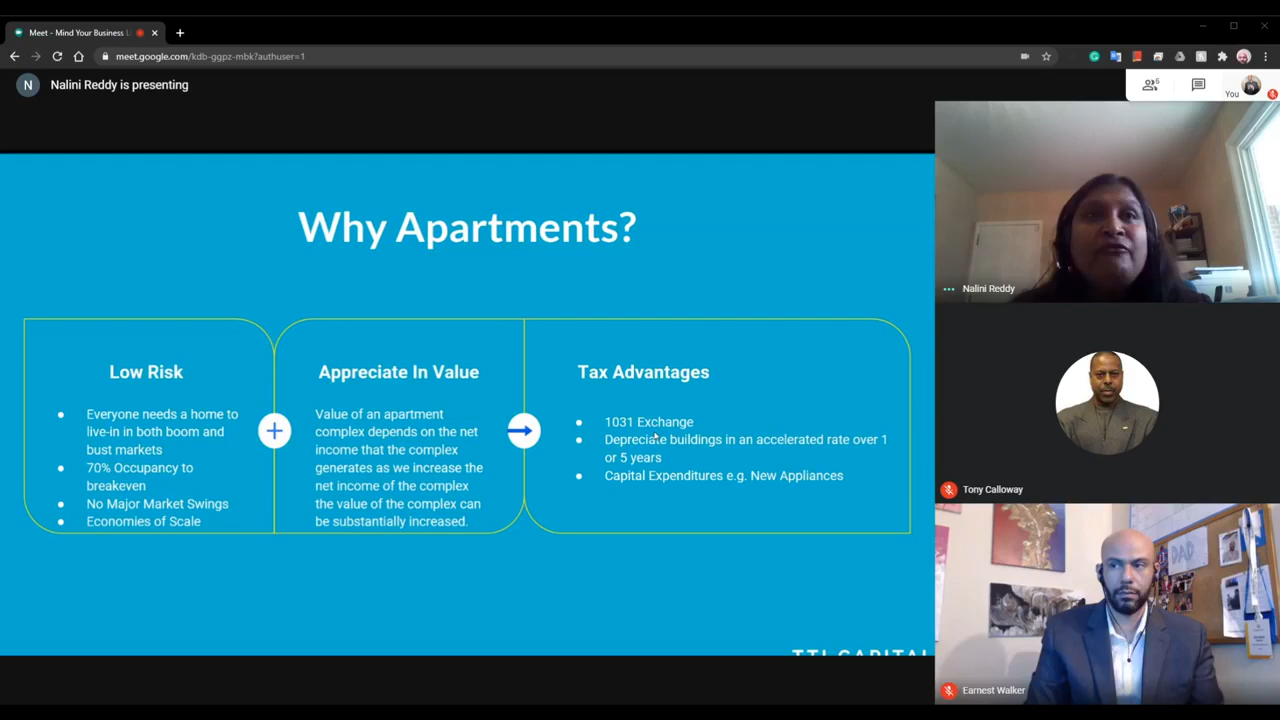 Meet - Mind Your Business L
meet.google.com/kdb-ggpz-mbk?authuser=1
N
Nalini Reddy is presenting
6
You
Why Apartments?
Low Risk
Everyone needs a home to
live-in in both boom and
bust markets
70% Occupancy to
breakeven
No Major Market Swings
Economies of Scale
Appreciate In Value
Value of an apartment
complex depends on the net
income that the complex
generates as we increase the
net income of the complex
the value of the complex can
be substantially increased.
Tax Advantages
1031 Exchange
Depreciate buildings in an accelerated rate over 1
or 5 years
Capital Expenditures e.g. New Appliances
Nalini Reddy
Tony Calloway
DAD
Earnest Walker